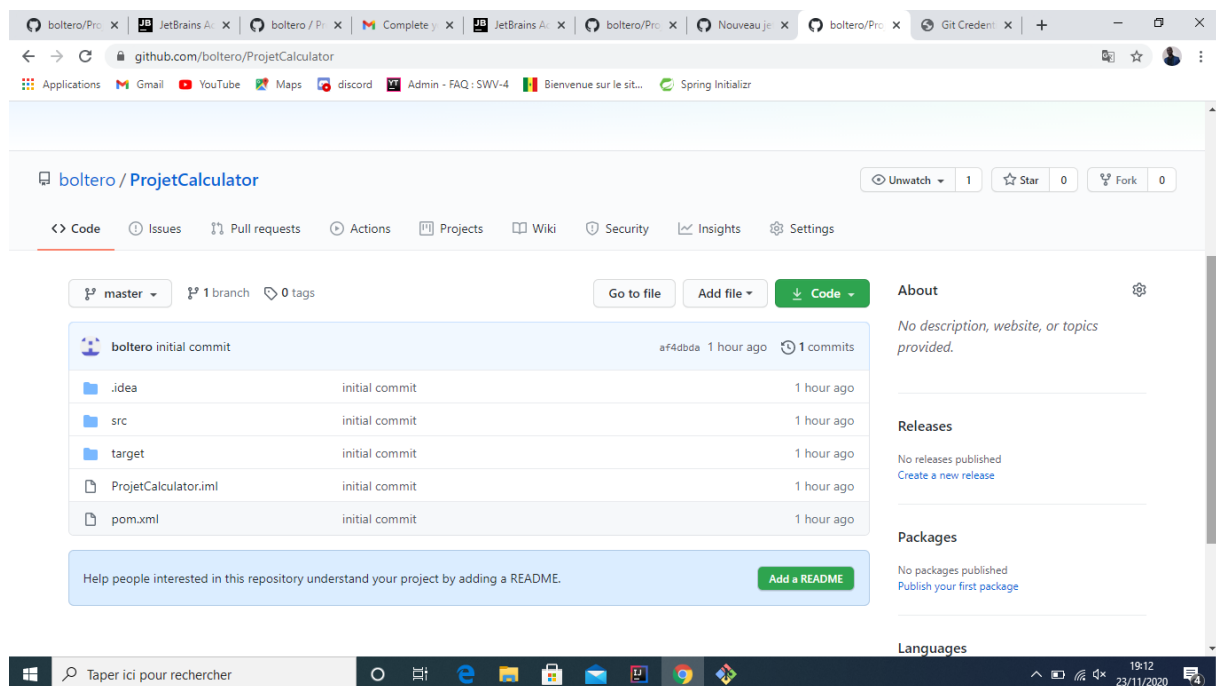 boltero/Pro JetBrains Ac boltero / Pr Complete y JetBrains Ac boltero/Pro Nouveau je boltero/Pro Git Credent
github.com/boltero/ProjetCalculator
Applications Gmail YouTube Maps discord Admin - FAQ : SWV-4 Bienvenue sur le sit... Spring Initializr
boltero / ProjetCalculator
Unwatch 1 Star 0 Fork 0
<> Code Issues Pull requests Actions Projects Wiki Security Insights Settings
master 1 branch 0 tags Go to file Add file Code
About
No description, website, or topics
provided.
boltero initial commit af4dbda 1 hour ago 1 commits
.idea initial commit 1 hour ago
src initial commit 1 hour ago
target initial commit 1 hour ago
ProjetCalculator.iml initial commit 1 hour ago
pom.xml initial commit 1 hour ago
Releases
No releases published
Create a new release
Packages
No packages published
Publish your first package
Help people interested in this repository understand your project by adding a README. Add a README
Languages
Taper ici pour rechercher
19:12
23/11/2020
4